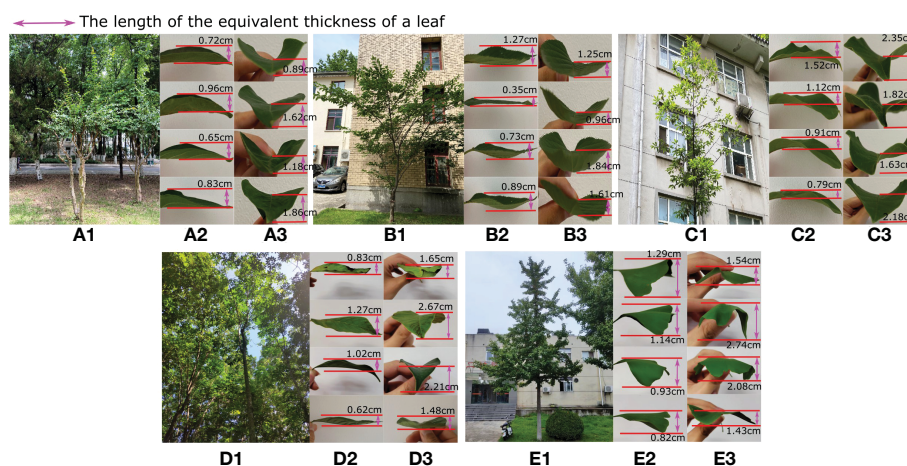 The length of the equivalent thickness of a leaf
0.72cm
0.89cm
0.96cm
1.62cm
0.65cm
1.18cm
0.83cm
1.86cm
1.27cm
1.25cm
0.35cm
0.96cm
0.73cm
1.84cm
0.89cm
1.61cm
2.35cm
1.52cm
1.12cm
1.82cm
0.91cm
1.63cm
0.79cm
2.18cm
A1 A2 A3 B1 B2 B3 C1 C2 C3
0.83cm
1.65cm
1.27cm
2.67cm
1.02cm
2.21cm
0.62cm
1.48cm
1.29cm
1.54cm
1.14cm
2.74cm
0.93cm
2.08cm
0.82cm
1.43cm
D1 D2 D3 E1 E2 E3